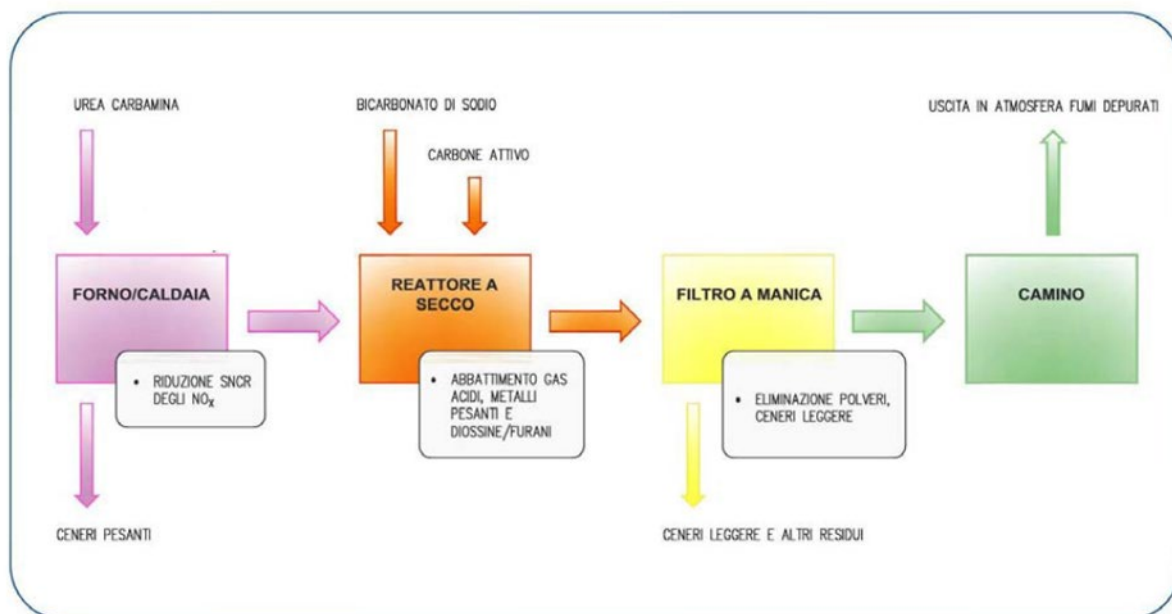 UREA CARBAMINA
BICARBONATO DI SODIO
CARBONE ATTIVO
USCITA IN ATMOSFERA FUMI DEPURATI
FORNO/CALDAIA
REATTORE A
SECCO
FILTRO A MANICA
CAMINO
• RIDUZIONE SNCR
DEGLI NOX
• ABBATTIMENTO GAS
ACIDI, METALLI
PESANTI E
DIOSSINE/FURANI
• ELIMINAZIONE POLVERI,
CENERI LEGGERE
CENERI PESANTI
CENERI LEGGERE E ALTRI RESIDUI